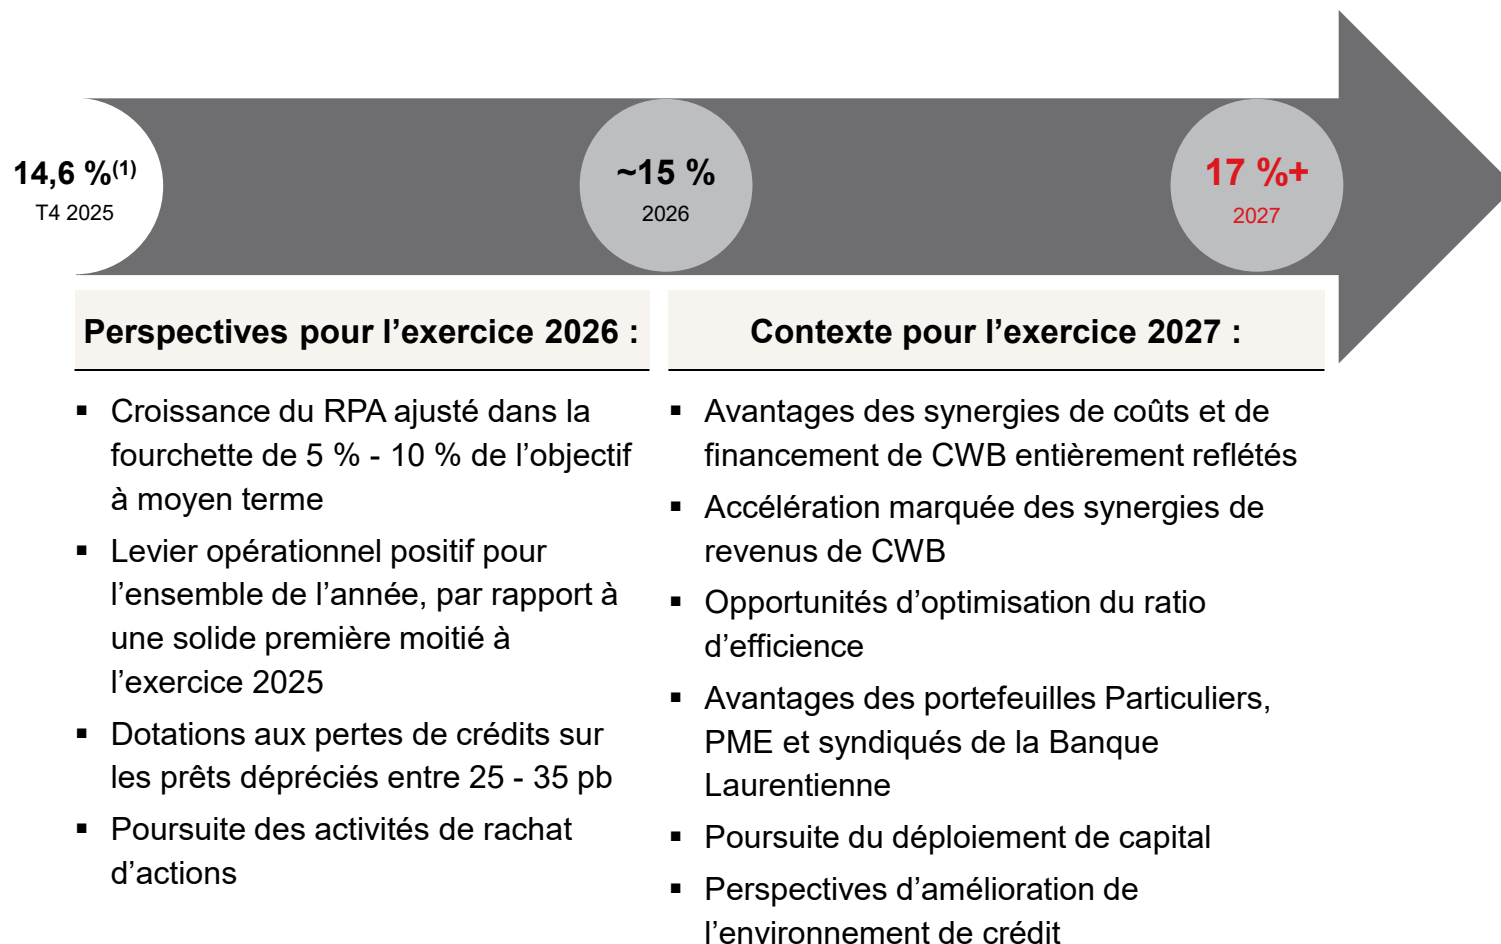 14,6 %(1)
T4 2025
~15 %
2026
17 %+
2027
Perspectives pour l’exercice 2026 :
▪ Croissance du RPA ajusté dans la
fourchette de 5 % - 10 % de l’objectif
à moyen terme
▪ Levier opérationnel positif pour
l’ensemble de l’année, par rapport à
une solide première moitié à
l’exercice 2025
▪ Dotations aux pertes de crédits sur
les prêts dépréciés entre 25 - 35 pb
▪ Poursuite des activités de rachat
d’actions
Contexte pour l’exercice 2027 :
▪ Avantages des synergies de coûts et de
financement de CWB entièrement reflétés
▪ Accélération marquée des synergies de
revenus de CWB
▪ Opportunités d’optimisation du ratio
d’efficience
▪ Avantages des portefeuilles Particuliers,
PME et syndiqués de la Banque
Laurentienne
▪ Poursuite du déploiement de capital
▪ Perspectives d’amélioration de
l’environnement de crédit